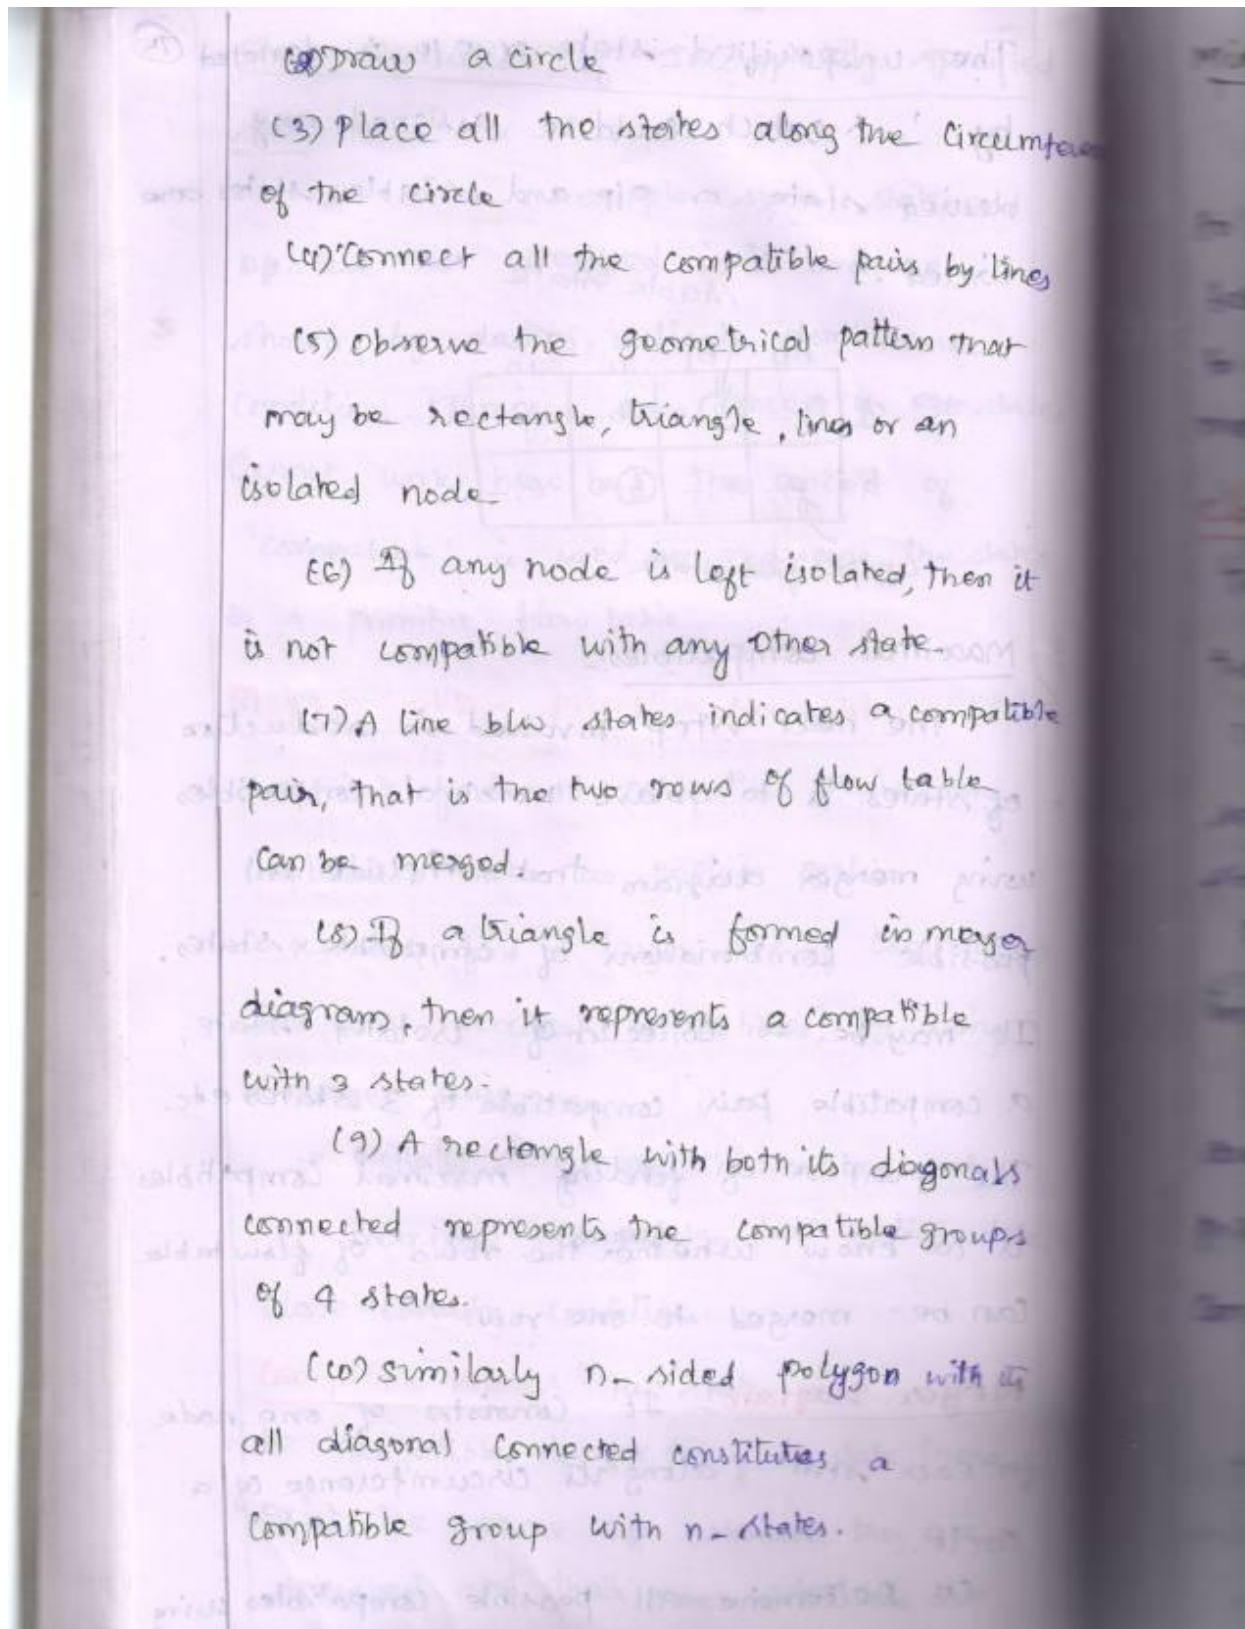 (2) Draw a circle
(3) Place all the states along the circumference
of the circle
(4) Connect all the compatible pairs by lines
(5) Observe the geometrical pattern that
may be rectangle, triangle, lines or an
isolated node.
(6) If any node is left isolated, then it
is not compatible with any other state.
(7) A line b/w states indicates a compatible
pair, that is the two rows of flow table
can be merged.
(8) If a triangle is formed in merger
diagram, then it represents a compatible
with 3 states.
(9) A rectangle with both its diagonals
connected represents the compatible groups
of 4 states.
(10) Similarly n-sided polygon with its
all diagonal connected constitutes a
compatible group with n-states.